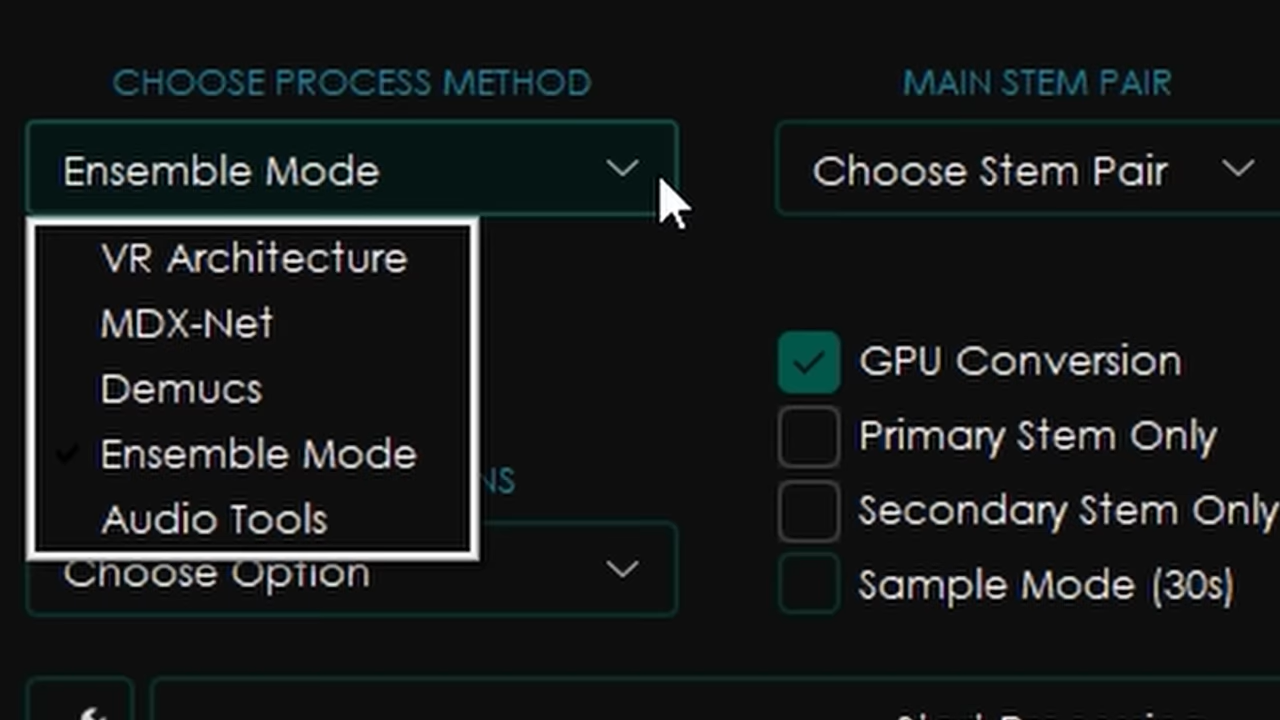 CHOOSE PROCESS METHOD
MAIN STEM PAIR
Ensemble Mode
Choose Stem Pair
VR Architecture
MDX-Net
Demucs
Ensemble Mode
Audio Tools
NS
Choose Option
GPU Conversion
Primary Stem Only
Secondary Stem Only
Sample Mode (30s)